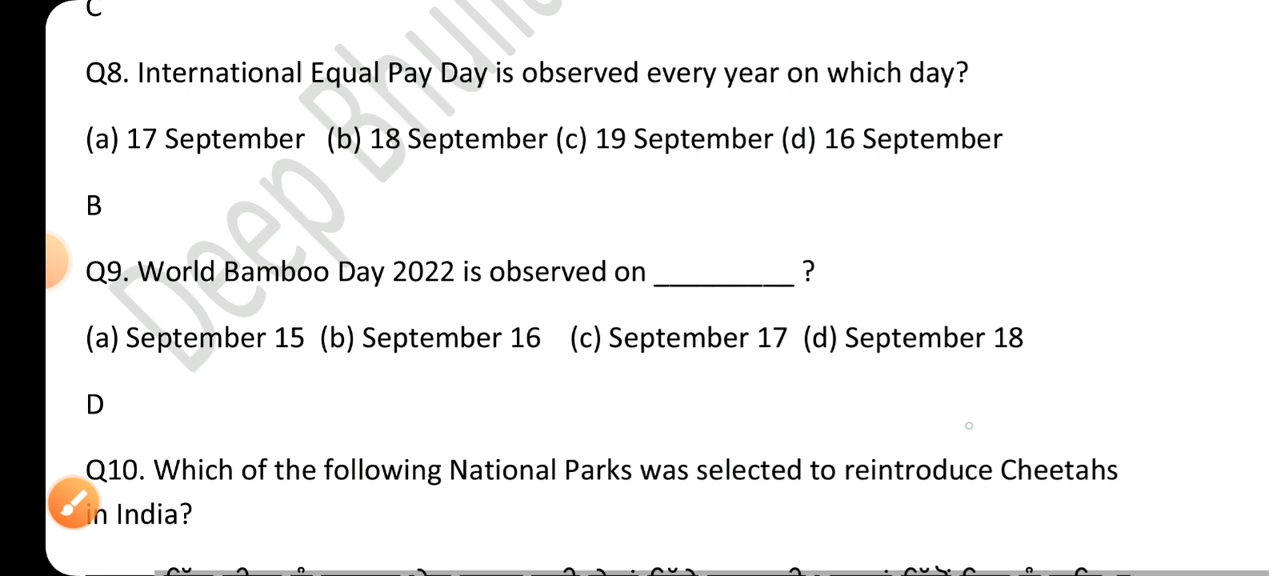 C
Q8. International Equal Pay Day is observed every year on which day?
(a) 17 September (b) 18 September (c) 19 September (d) 16 September
B
Q9. World Bamboo Day 2022 is observed on __________ ?
(a) September 15 (b) September 16 (c) September 17 (d) September 18
D
Q10. Which of the following National Parks was selected to reintroduce Cheetahs
in India?
Deep